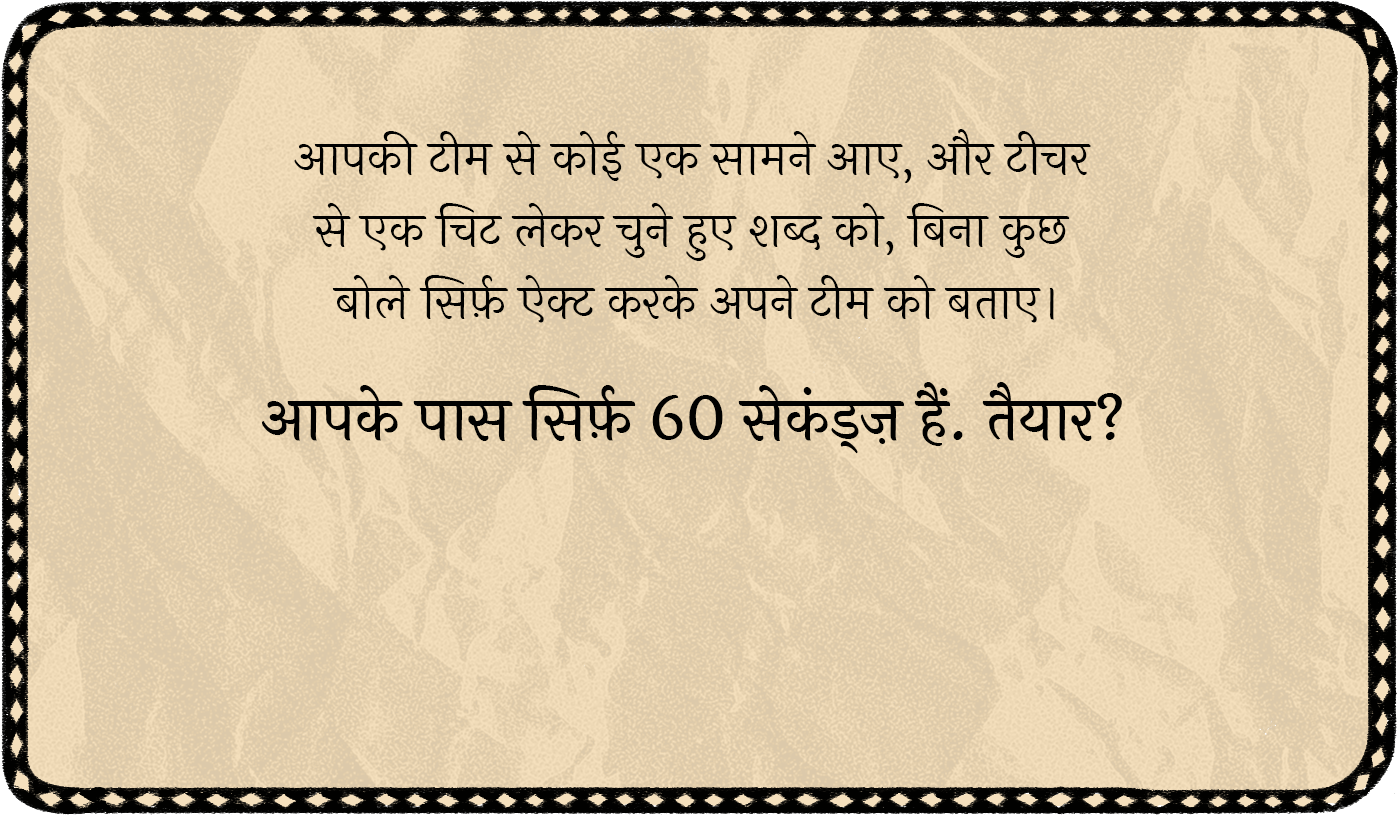 आपकी टीम से कोई एक सामने आए, और टीचर
से एक चिट लेकर चुने हुए शब्द को, बिना कुछ
बोले सिर्फ़ ऐक्ट करके अपने टीम को बताए।
आपके पास सिर्फ़ 60 सेकंड्ज़ हैं. तैयार?